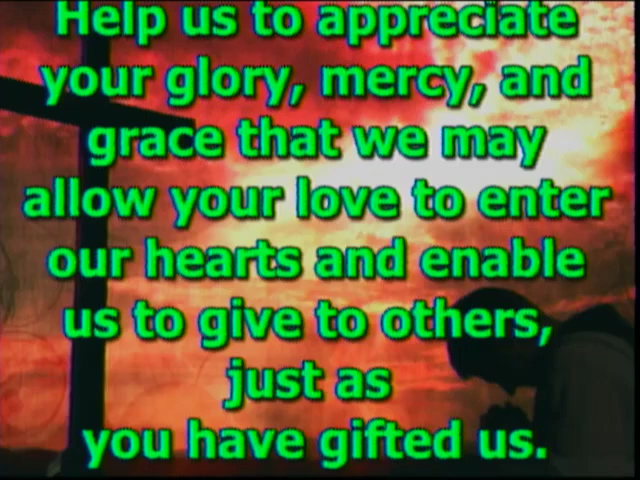 Help us to appreciate
your glory, mercy, and
grace that we may
allow your love to enter
our hearts and enable
us to give to others,
just as
you have gifted us.